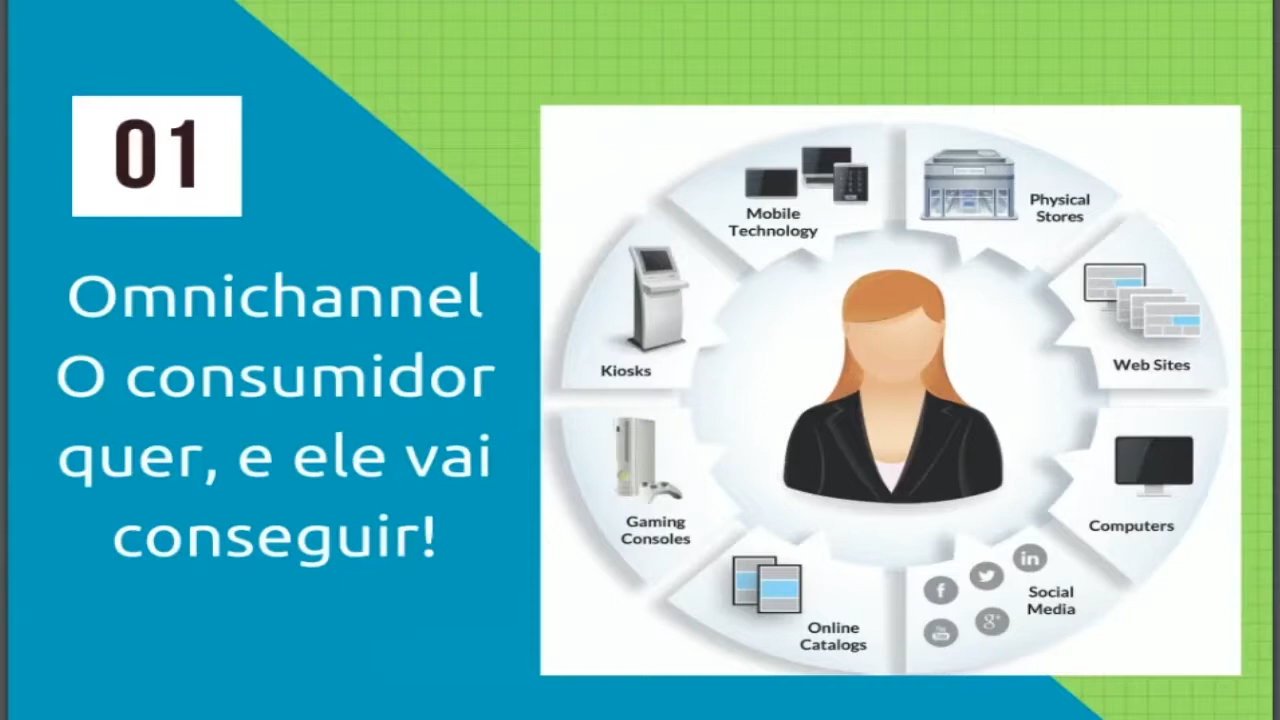 01
Omnichannel
O consumidor
quer, e ele vai
conseguir!
Mobile
Technology
Physical
Stores
Kiosks
Web Sites
Gaming
Consoles
Computers
Online
Catalogs
Social
Media
f
in
g+